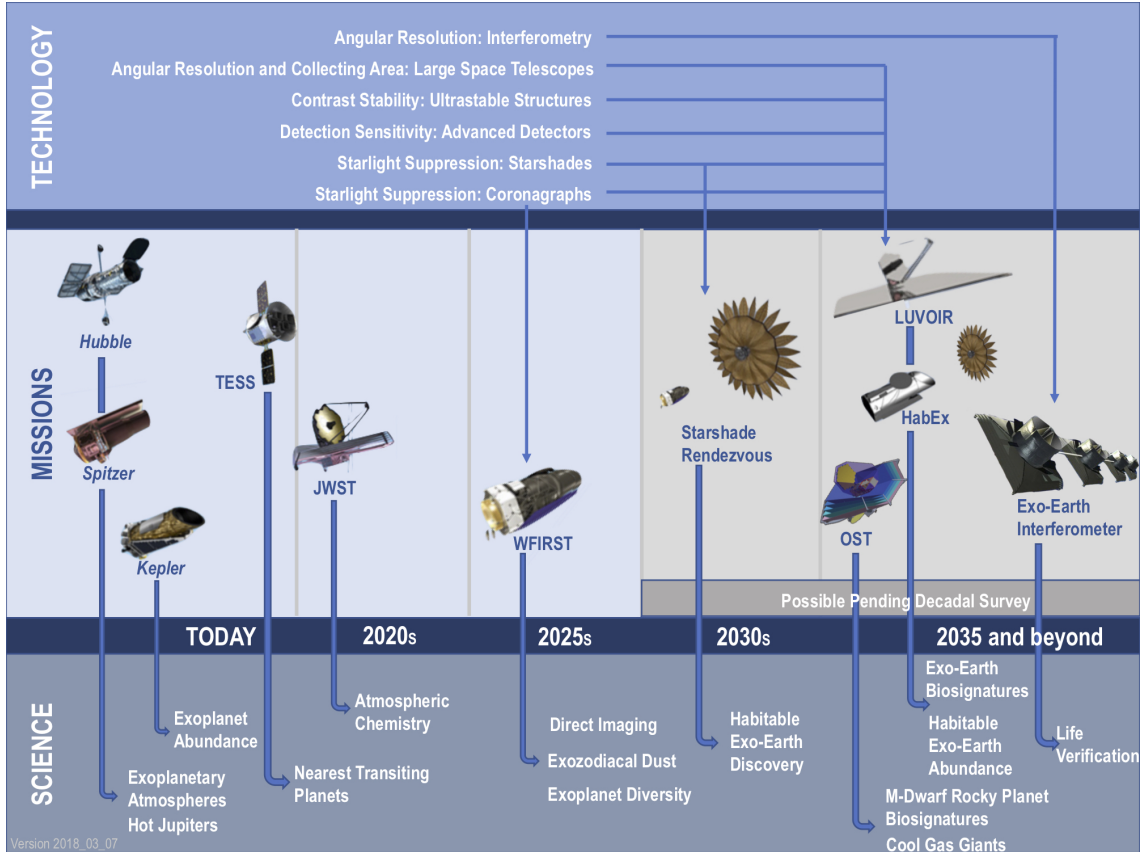 TECHNOLOGY
Angular Resolution: Interferometry
Angular Resolution and Collecting Area: Large Space Telescopes
Contrast Stability: Ultrastable Structures
Detection Sensitivity: Advanced Detectors
Starlight Suppression: Starshades
Starlight Suppression: Coronagraphs
MISSIONS
Hubble
Spitzer
Kepler
TESS
JWST
WFIRST
Starshade
Rendezvous
LUVOIR
HabEx
OST
Exo-Earth
Interferometer
Possible Pending Decadal Survey
TODAY
2020s
2025s
2030s
2035 and beyond
SCIENCE
Exoplanet
Abundance
Exoplanetary
Atmospheres
Hot Jupiters
Nearest Transiting
Planets
Atmospheric
Chemistry
Direct Imaging
Exozodiacal Dust
Exoplanet Diversity
Habitable
Exo-Earth
Discovery
Exo-Earth
Biosignatures
Habitable
Exo-Earth
Abundance
M-Dwarf Rocky Planet
Biosignatures
Cool Gas Giants
Life
Verification
Version 2018_03_07